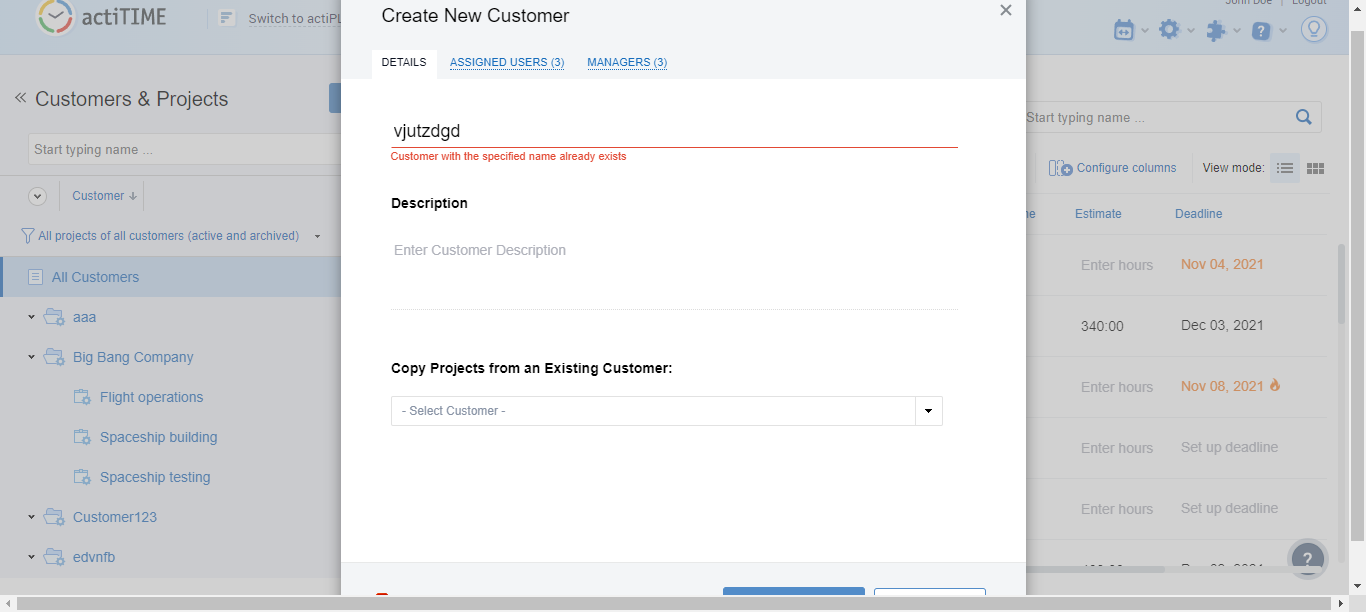 actiTIME
Switch to actiPL
John Doe
Logout
Customers & Projects
Start typing name ...
Customer
All projects of all customers (active and archived)
All Customers
aaa
Big Bang Company
Flight operations
Spaceship building
Spaceship testing
Customer123
edvnfb
Create New Customer
DETAILS
ASSIGNED USERS (3)
MANAGERS (3)
vjutzdgd
Customer with the specified name already exists
Description
Enter Customer Description
Copy Projects from an Existing Customer:
- Select Customer -
Start typing name ...
Configure columns
View mode:
Estimate
Deadline
Enter hours
Nov 04, 2021
340:00
Dec 03, 2021
Enter hours
Nov 08, 2021
Enter hours
Set up deadline
Enter hours
Set up deadline